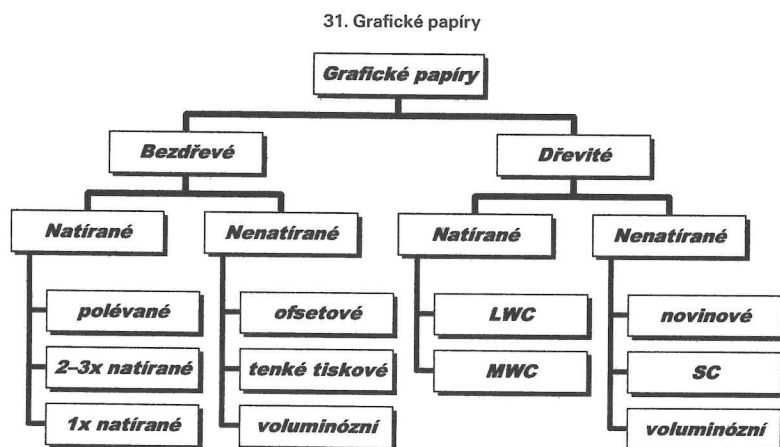 31. Grafické papíry
Grafické papíry
Bezdřevé
Dřevité
Natírané
Nenatírané
Natírané
Nenatírané
polévané
ofsetové
LWC
novinové
2–3x natírané
tenké tiskové
MWC
SC
1x natírané
voluminózní
voluminózní